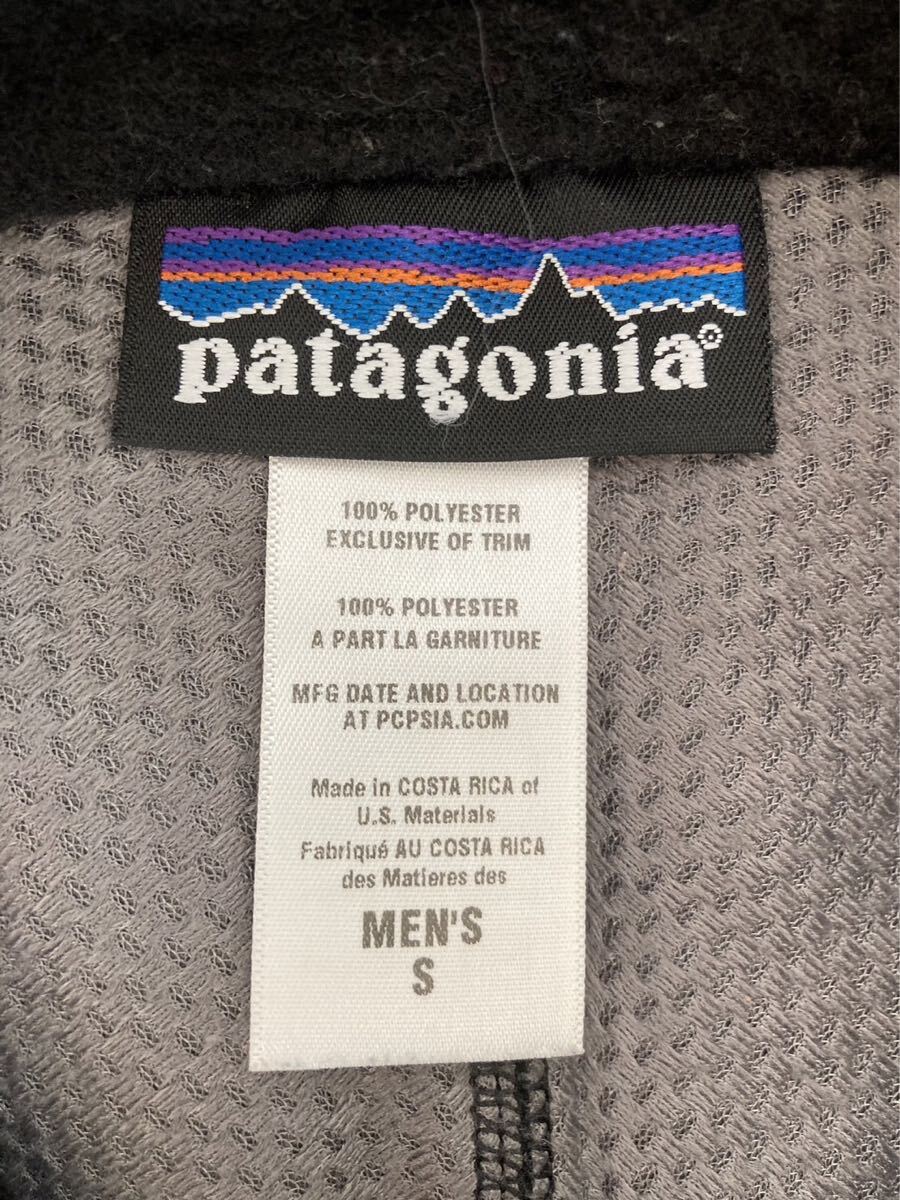 patagonia®
100% POLYESTER
EXCLUSIVE OF TRIM
100% POLYESTER
A PART LA GARNITURE
MFG DATE AND LOCATION
AT PCPSIA.COM
Made in COSTA RICA of
U.S. Materials
Fabriqué AU COSTA RICA
des Matieres des
MEN'S
S